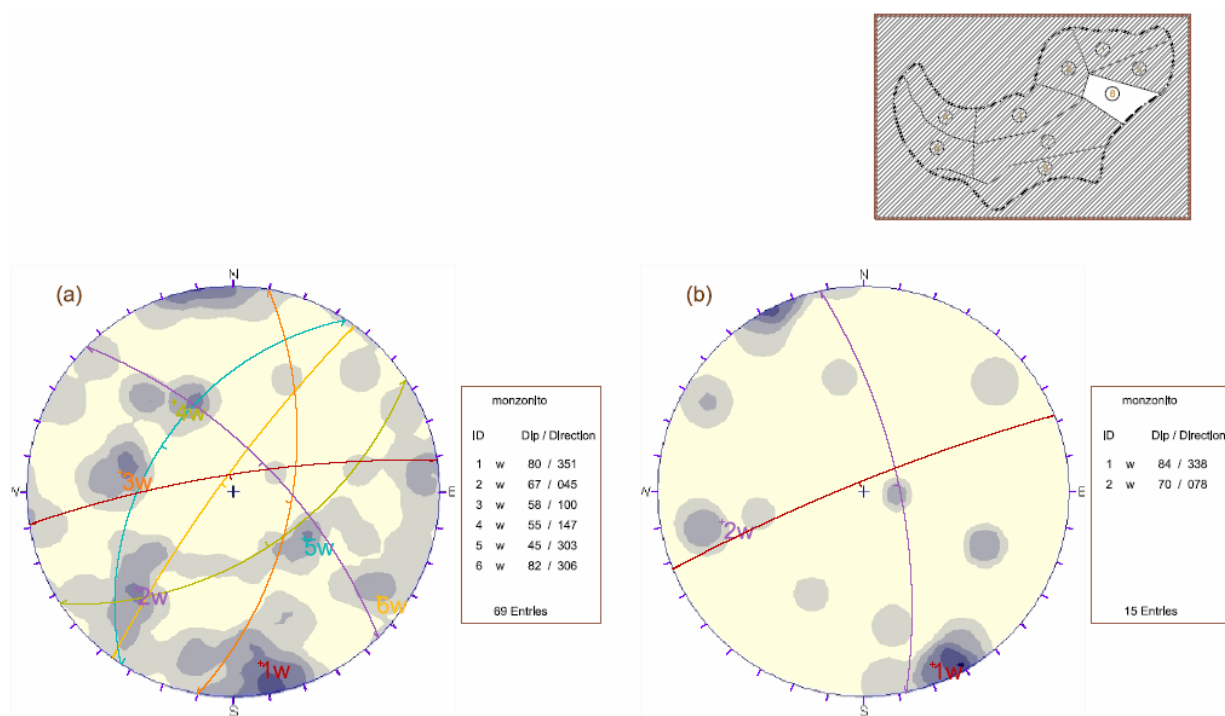 6
(a)
N
W
E
S
4w
3w
5w
2w
6w
1w
monzonito
ID Dip / Direction
1 w 80 / 351
2 w 67 / 045
3 w 58 / 100
4 w 55 / 147
5 w 45 / 303
6 w 82 / 306
69 Entries
(b)
N
E
S
2w
1w
monzonito
ID Dip / Direction
1 w 84 / 338
2 w 70 / 078
15 Entries